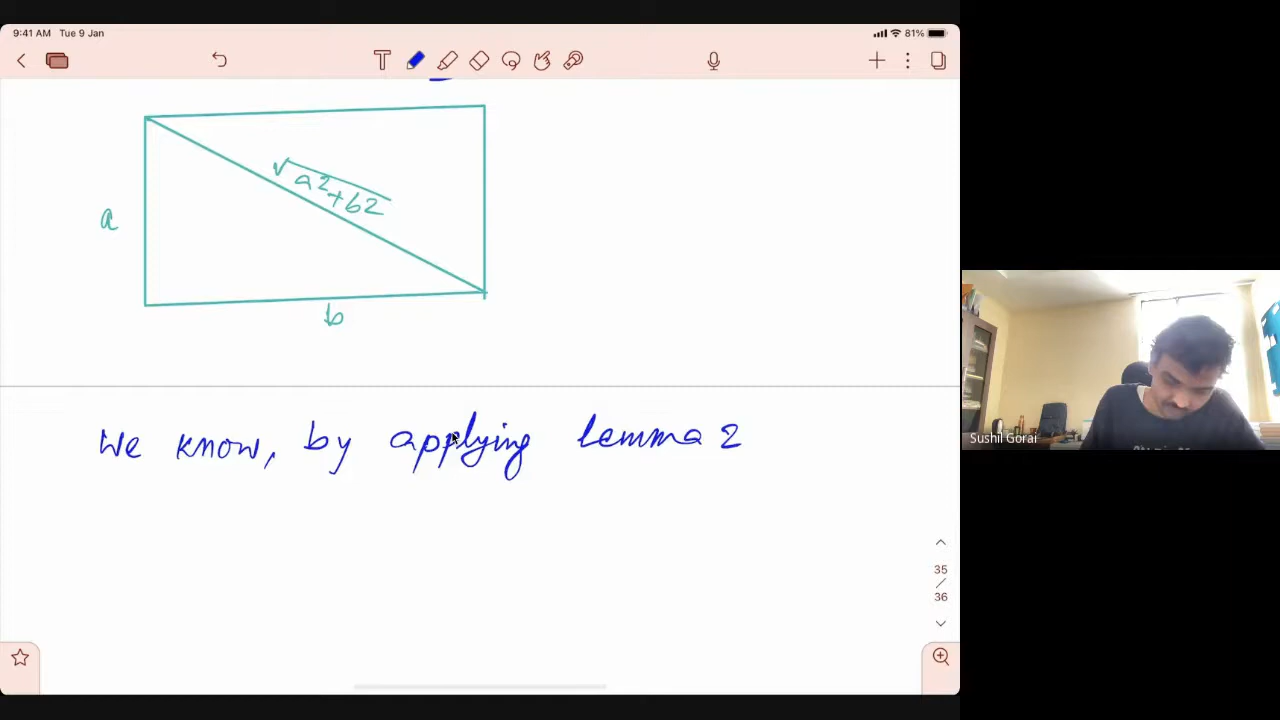 9:41 AM Tue 9 Jan 81%
T
√a2+b2
a
b
We know, by applying lemma 2
Sushil Gorai
35
/
36